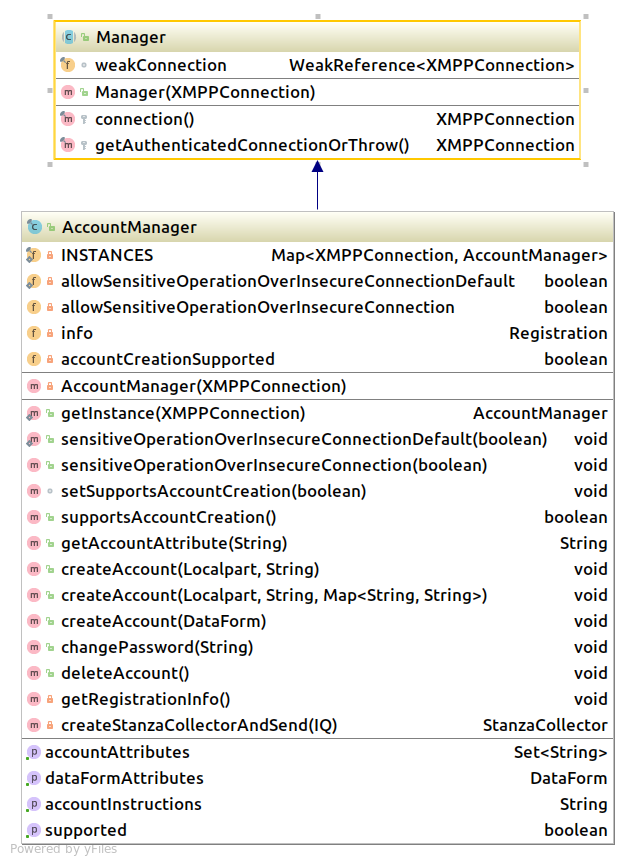 Manager
weakConnection WeakReference<XMPPConnection>
Manager(XMPPConnection)
connection() XMPPConnection
getAuthenticatedConnectionOrThrow() XMPPConnection
AccountManager
INSTANCES Map<XMPPConnection, AccountManager>
allowSensitiveOperationOverInsecureConnectionDefault boolean
allowSensitiveOperationOverInsecureConnection boolean
info Registration
accountCreationSupported boolean
AccountManager(XMPPConnection)
getInstance(XMPPConnection) AccountManager
sensitiveOperationOverInsecureConnectionDefault(boolean) void
sensitiveOperationOverInsecureConnection(boolean) void
setSupportsAccountCreation(boolean) void
supportsAccountCreation() boolean
getAccountAttribute(String) String
createAccount(Localpart, String) void
createAccount(Localpart, String, Map<String, String>) void
createAccount(DataForm) void
changePassword(String) void
deleteAccount() void
getRegistrationInfo() void
createStanzaCollectorAndSend(IQ) StanzaCollector
accountAttributes Set<String>
dataFormAttributes DataForm
accountInstructions String
supported boolean
Powered by yFiles